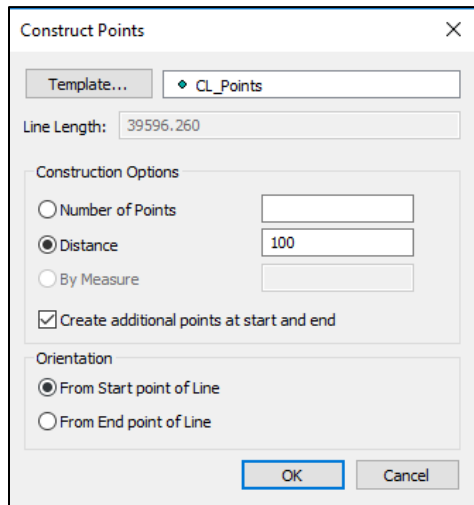 Construct Points
Template... CL_Points
Line Length: 39596.260
Construction Options
Number of Points
Distance 100
By Measure
Create additional points at start and end
Orientation
From Start point of Line
From End point of Line
OK Cancel